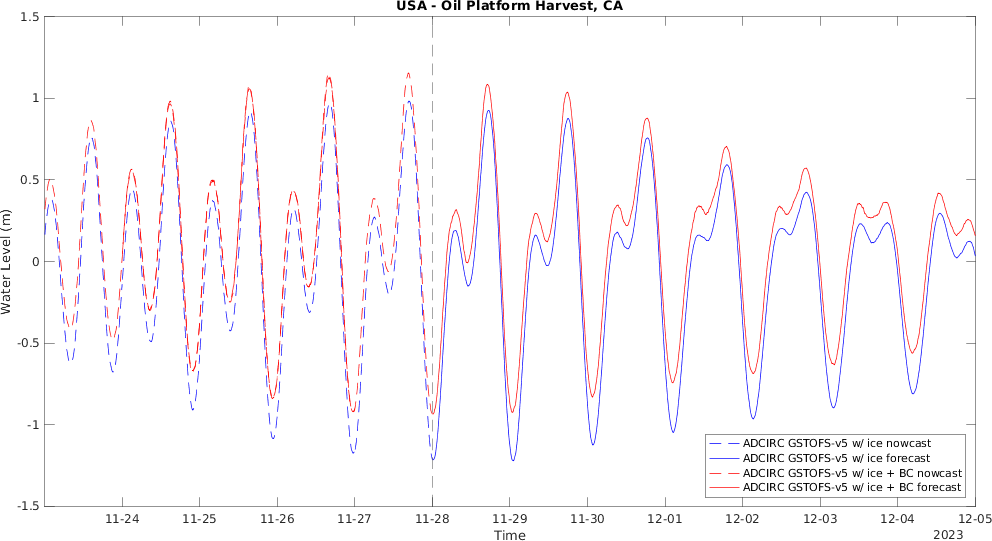 USA - Oil Platform Harvest, CA
1.5
1
0.5
0
-0.5
-1
-1.5
Water Level (m)
ADCIRC GSTOFS-v5 w/ ice nowcast
ADCIRC GSTOFS-v5 w/ ice forecast
ADCIRC GSTOFS-v5 w/ ice + BC nowcast
ADCIRC GSTOFS-v5 w/ ice + BC forecast
11-24 11-25 11-26 11-27 11-28 11-29 11-30 12-01 12-02 12-03 12-04 12-05
Time
2023